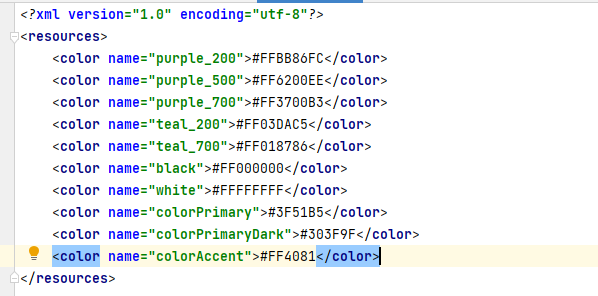 <?xml version="1.0" encoding="utf-8"?>
<resources>
    <color name="purple_200">#FFBB86FC</color>
    <color name="purple_500">#FF6200EE</color>
    <color name="purple_700">#FF3700B3</color>
    <color name="teal_200">#FF03DAC5</color>
    <color name="teal_700">#FF018786</color>
    <color name="black">#FF000000</color>
    <color name="white">#FFFFFFFF</color>
    <color name="colorPrimary">#3F51B5</color>
    <color name="colorPrimaryDark">#303F9F</color>
    <color name="colorAccent">#FF4081</color>
</resources>